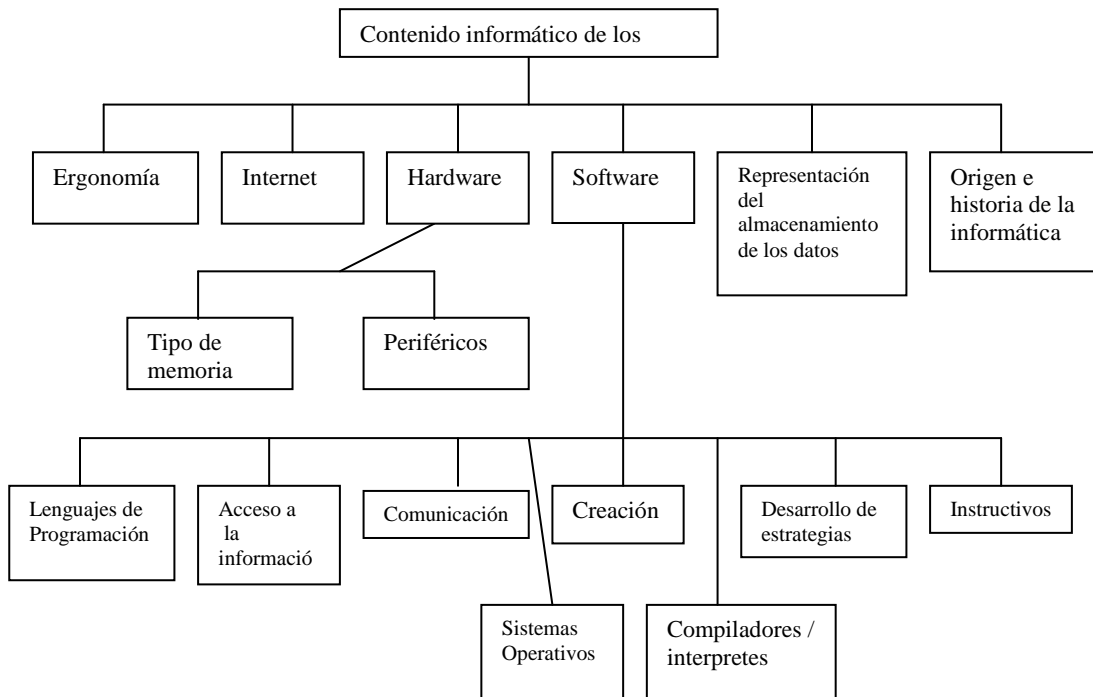 Contenido informático de los
Ergonomía
Internet
Hardware
Software
Representación
del
almacenamiento
de los datos
Origen e
historia de la
informática
Tipo de
memoria
Periféricos
Lenguajes de
Programación
Acceso a
la
informació
Comunicación
Creación
Desarrollo de
estrategias
Instructivos
Sistemas
Operativos
Compiladores /
interpretes